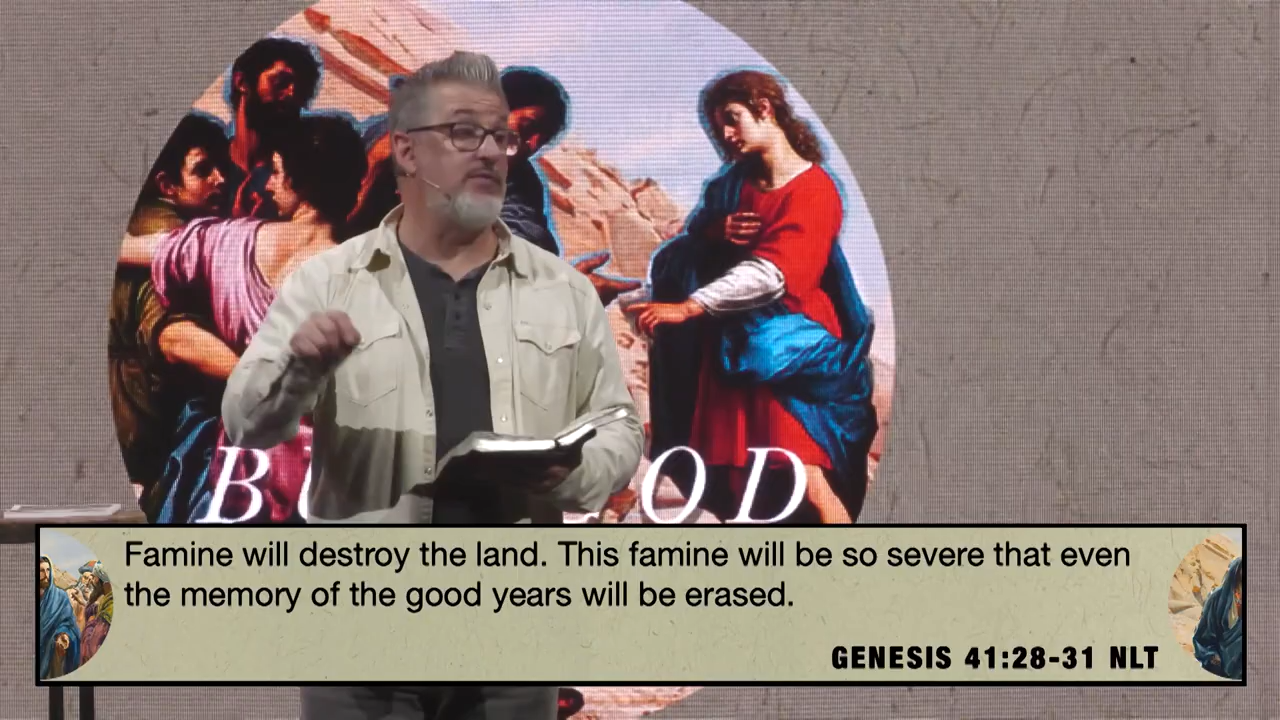 B OD
Famine will destroy the land. This famine will be so severe that even
the memory of the good years will be erased.
GENESIS 41:28-31 NLT